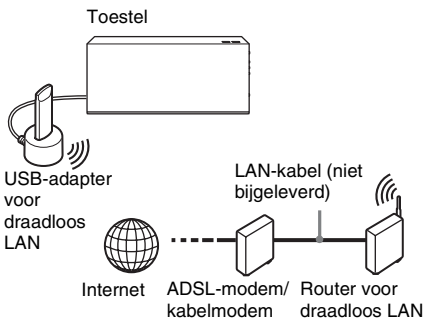 Toestel
USB-adapter
voor
draadloos
LAN
LAN-kabel (niet
bijgeleverd)
Internet
ADSL-modem/
kabelmodem
Router voor
draadloos LAN